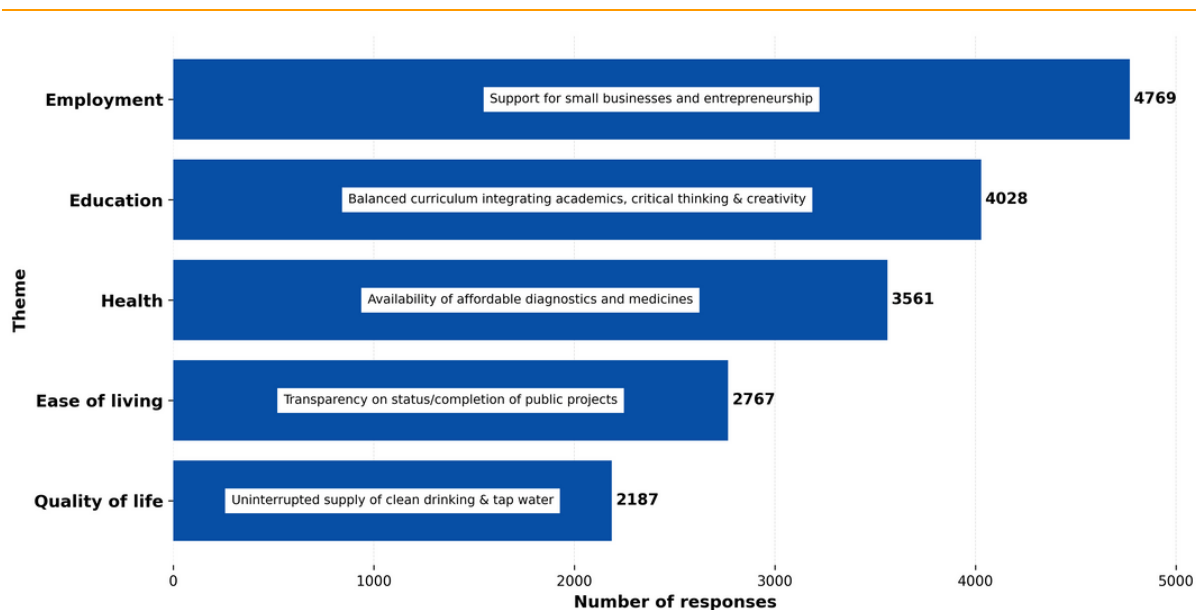 Theme
Employment
Support for small businesses and entrepreneurship
4769
Education
Balanced curriculum integrating academics, critical thinking & creativity
4028
Health
Availability of affordable diagnostics and medicines
3561
Ease of living
Transparency on status/completion of public projects
2767
Quality of life
Uninterrupted supply of clean drinking & tap water
2187
0 1000 2000 3000 4000 5000
Number of responses